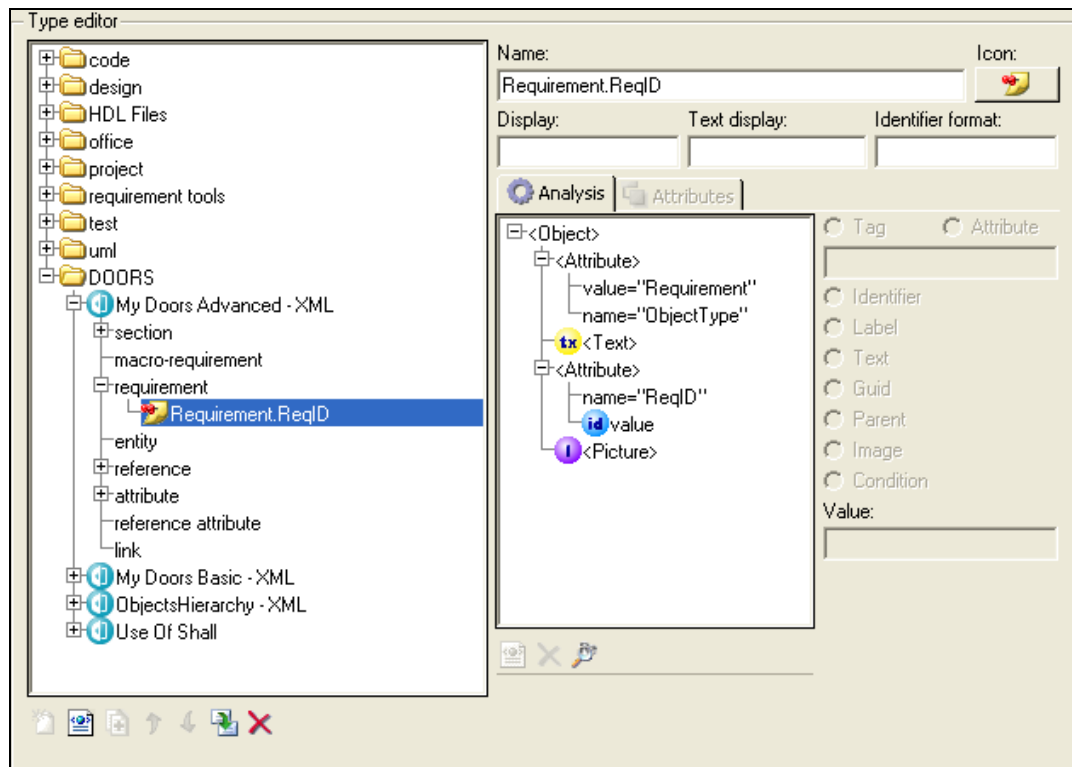 Type editor
code
design
HDL Files
office
project
requirement tools
test
uml
DOORS
My Doors Advanced - XML
section
macro-requirement
requirement
Requirement.ReqID
entity
reference
attribute
reference attribute
link
My Doors Basic - XML
ObjectsHierarchy - XML
Use Of Shall
Name:
Icon:
Requirement.ReqID
Display:
Text display:
Identifier format:
Analysis
Attributes
<Object>
<Attribute>
value="Requirement"
name="ObjectType"
tx <Text>
<Attribute>
name="ReqID"
id value
I <Picture>
Tag
Attribute
Identifier
Label
Text
Guid
Parent
Image
Condition
Value: